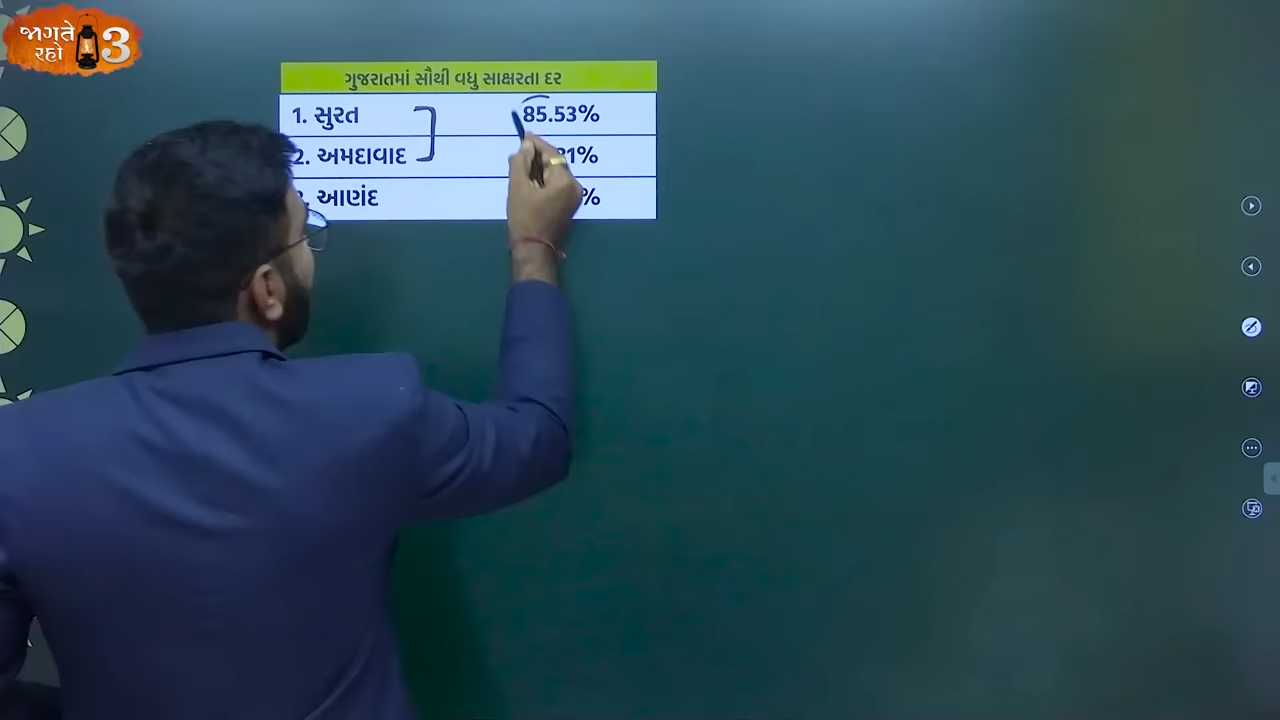 જાગતે
રહો 3
ગુજરાતમાં સૌથી વધુ સાક્ષરતા દર
1. સુરત 85.53%
2. અમદાવાદ
આણંદ